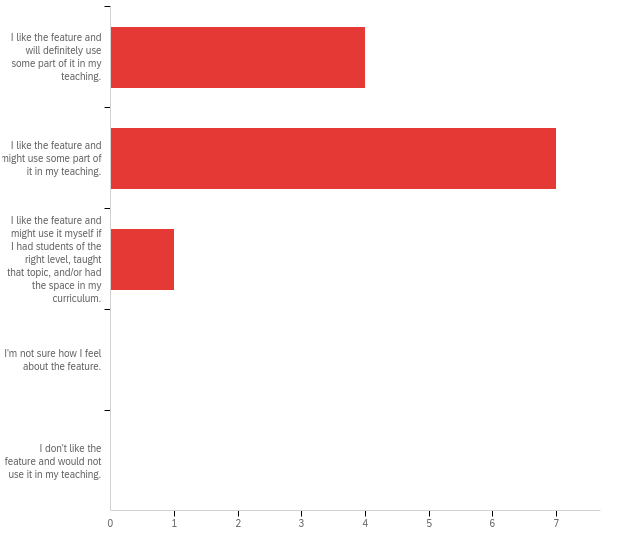 I like the feature and
will definitely use
some part of it in my
teaching.
I like the feature and
might use some part of
it in my teaching.
I like the feature and
might use it myself if
I had students of the
right level, taught
that topic, and/or had
the space in my
curriculum.
I'm not sure how I feel
about the feature.
I don't like the
feature and would not
use it in my teaching.
0 1 2 3 4 5 6 7